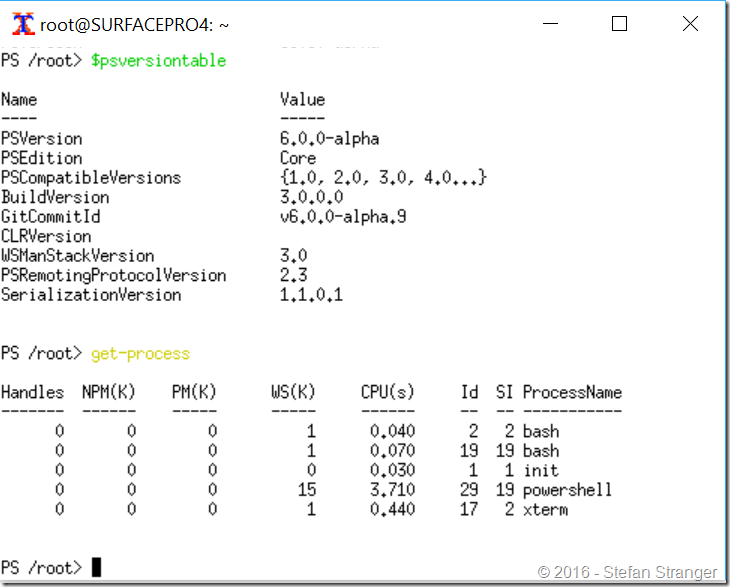 root@SURFACEPRO4: ~
PS /root> $psversiontable
Name Value
---- -----
PSVersion 6.0.0-alpha
PSEdition Core
PSCompatibleVersions {1.0, 2.0, 3.0, 4.0...}
BuildVersion 3.0.0.0
GitCommitId v6.0.0-alpha.9
CLRVersion
WSManStackVersion 3.0
PSRemotingProtocolVersion 2.3
SerializationVersion 1.1.0.1
PS /root> get-process
Handles NPM(K) PM(K) WS(K) CPU(s) Id SI ProcessName
------- ------ ----- ----- ------ -- -- -----------
0 0 0 1 0.040 2 2 bash
0 0 0 1 0.070 19 19 bash
0 0 0 0 0.030 1 1 init
0 0 0 15 3.710 29 19 powershell
0 0 0 1 0.440 17 2 xterm
PS /root>
© 2016 - Stefan Stranger